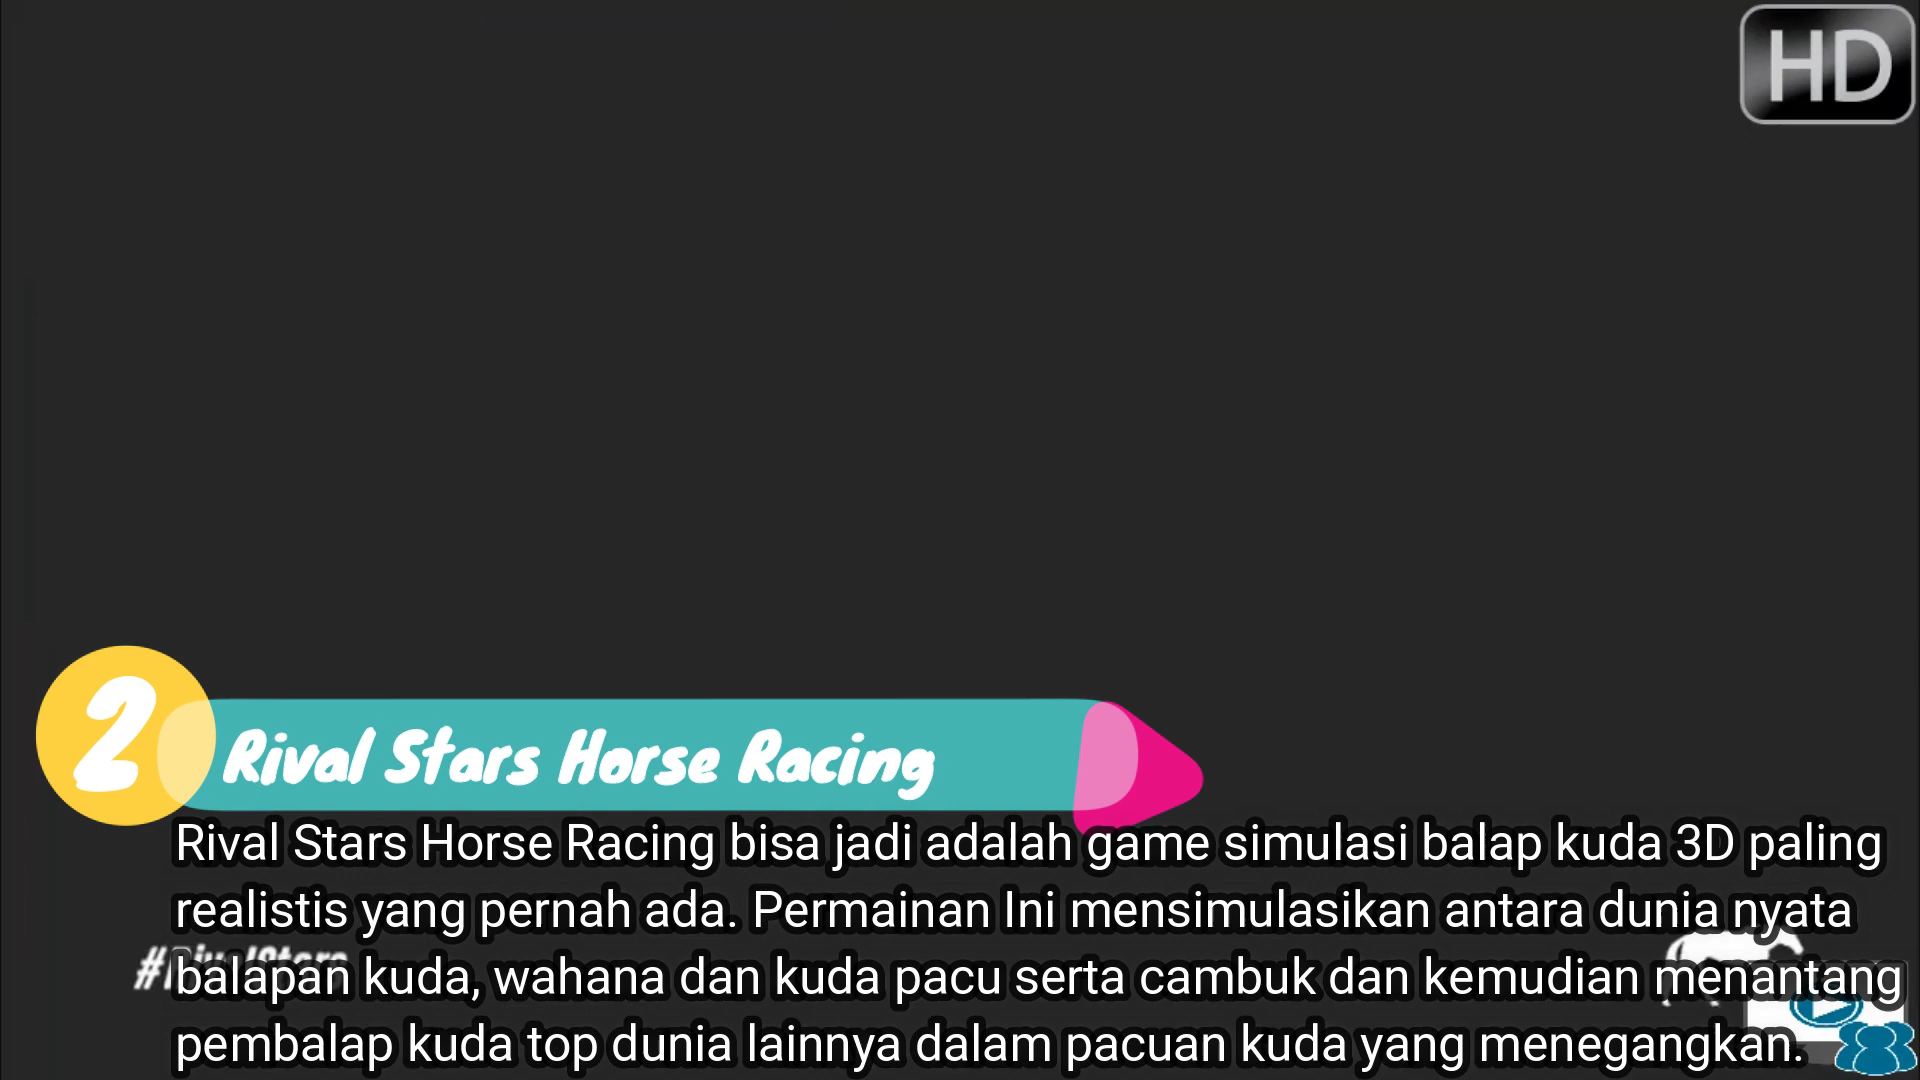 HD
2
Rival Stars Horse Racing
Rival Stars Horse Racing bisa jadi adalah game simulasi balap kuda 3D paling
realistis yang pernah ada. Permainan Ini mensimulasikan antara dunia nyata
#RivalStars
balapan kuda, wahana dan kuda pacu serta cambuk dan kemudian menantang
pembalap kuda top dunia lainnya dalam pacuan kuda yang menegangkan.